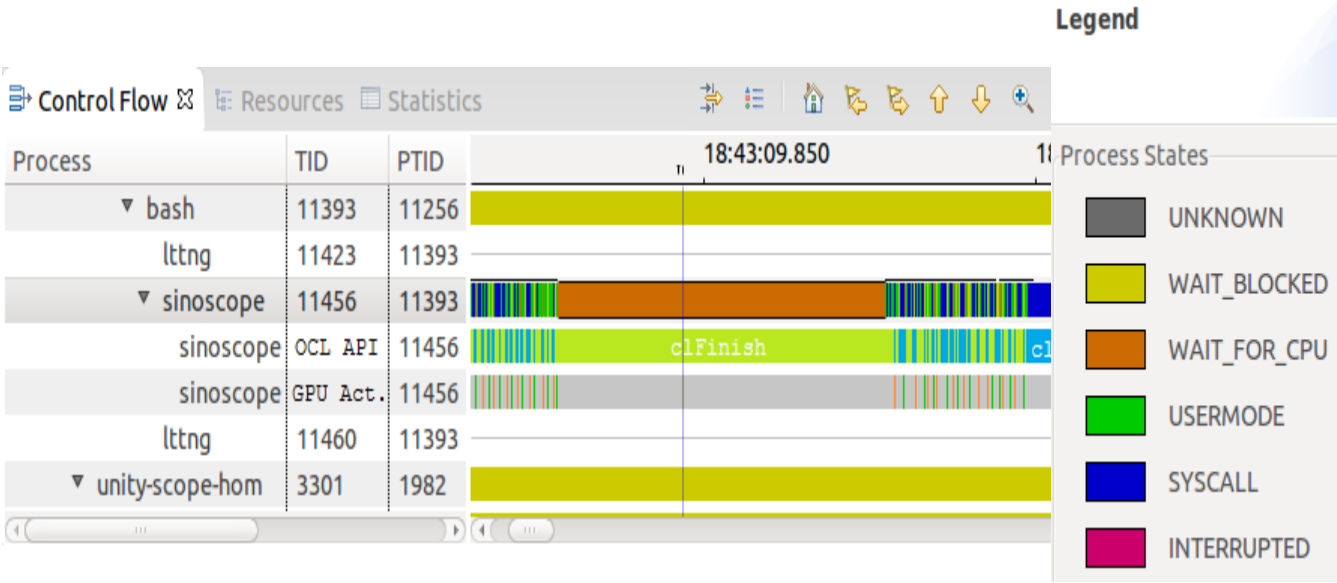 Legend
Control Flow Resources Statistics
Process TID PTID 18:43:09.850 18
Process States
bash 11393 11256
UNKNOWN
lttng 11423 11393
WAIT_BLOCKED
sinoscope 11456 11393
sinoscope OCL API 11456 clFinish cl
WAIT_FOR_CPU
sinoscope GPU Act. 11456
USERMODE
lttng 11460 11393
unity-scope-hom 3301 1982
SYSCALL
INTERRUPTED